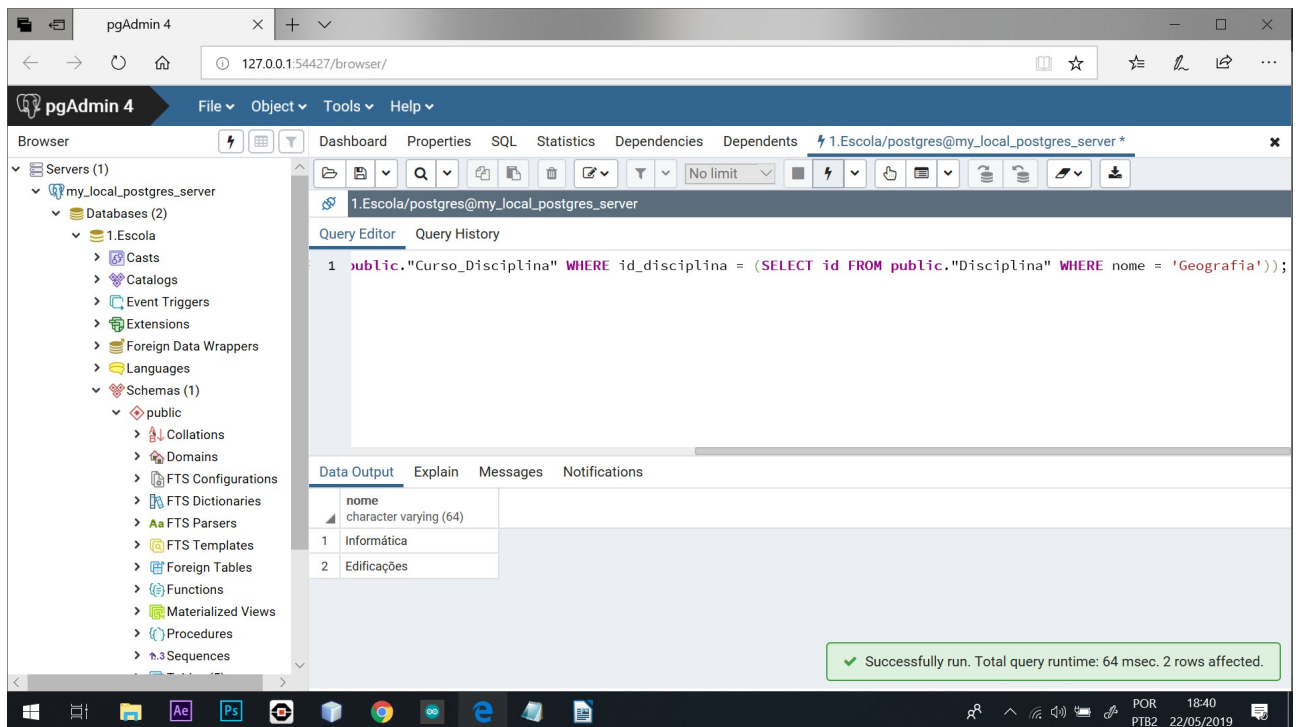 pgAdmin 4
127.0.0.1:54427/browser/
pgAdmin 4
File Object Tools Help
Browser
Dashboard Properties SQL Statistics Dependencies Dependents 1.Escola/postgres@my_local_postgres_server *
Servers (1)
my_local_postgres_server
Databases (2)
1.Escola
Casts
Catalogs
Event Triggers
Extensions
Foreign Data Wrappers
Languages
Schemas (1)
public
Collations
Domains
FTS Configurations
FTS Dictionaries
FTS Parsers
FTS Templates
Foreign Tables
Functions
Materialized Views
Procedures
Sequences
No limit
1.Escola/postgres@my_local_postgres_server
Query Editor Query History
1 public."Curso_Disciplina" WHERE id_disciplina = (SELECT id FROM public."Disciplina" WHERE nome = 'Geografia'));
Data Output Explain Messages Notifications
nome
character varying (64)
1 Informática
2 Edificações
Successfully run. Total query runtime: 64 msec. 2 rows affected.
Ae Ps
POR 18:40
PTB2 22/05/2019